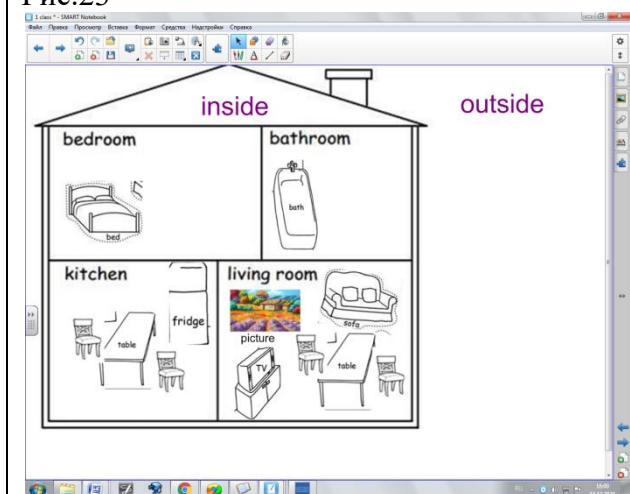 Рис.25
1 class * - SMART Notebook
Файл Правка Просмотр Вставка Формат Средства Надстройки Справка
inside outside
bedroom bathroom
bath
bed
kitchen living room
fridge
sofa
picture
table
TV
table